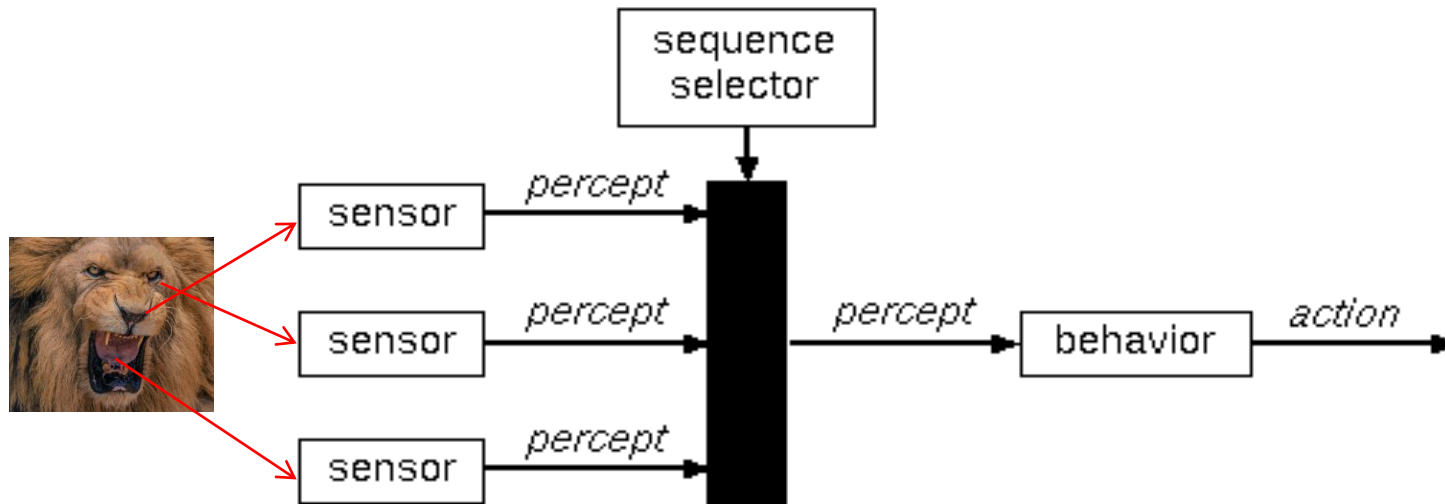 sequence
selector
percept
sensor
percept
sensor
percept
behavior
action
percept
sensor